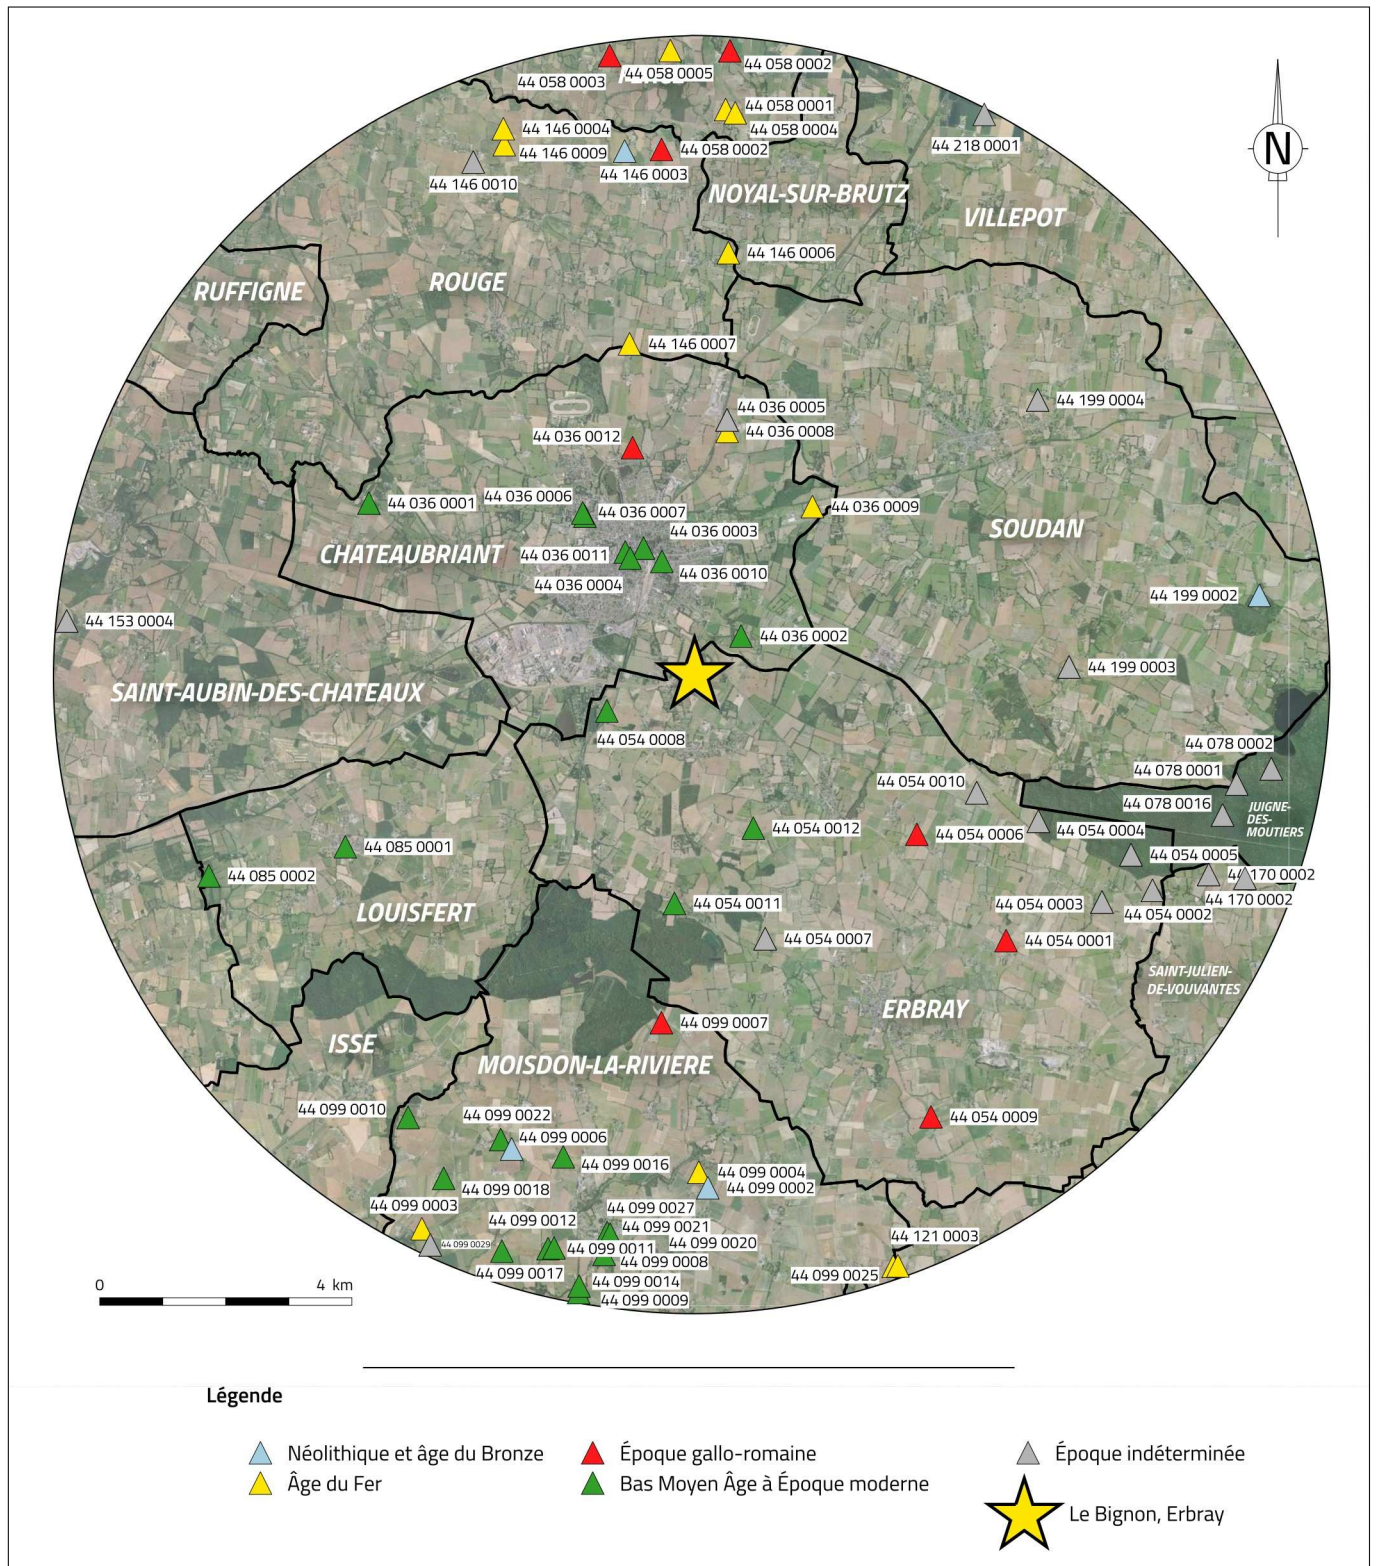 44 058 0003
44 058 0005
44 058 0002
44 058 0001
44 058 0004
44 218 0001
N
44 146 0004
44 146 0009
44 058 0002
44 146 0003
44 146 0010
NOYAL-SUR-BRUTZ
VILLEPOT
44 146 0006
ROUGE
RUFFIGNE
44 146 0007
44 199 0004
44 036 0005
44 036 0008
44 036 0012
44 036 0006
44 036 0001
44 036 0007
44 036 0009
44 036 0003
SOUDAN
CHATEAUBRIANT
44 036 0011
44 036 0010
44 036 0004
44 199 0002
44 153 0004
44 036 0002
44 199 0003
SAINT-AUBIN-DES-CHATEAUX
44 054 0008
44 078 0002
44 078 0001
44 054 0010
44 078 0016
JUIGNE-
DES-
MOUTIERS
44 054 0012
44 054 0006
44 054 0004
44 085 0001
44 054 0005
44 085 0002
44 170 0002
44 170 0002
44 054 0011
44 054 0003
44 054 0002
LOUISFERT
44 054 0007
44 054 0001
SAINT-JULIEN-
DE-VOUVANTES
ERBRAY
44 099 0007
ISSE
MOISDON-LA-RIVIERE
44 099 0010
44 099 0022
44 054 0009
44 099 0006
44 099 0016
44 099 0004
44 099 0018
44 099 0002
44 099 0003
44 099 0027
44 099 0012
44 099 0021
44 099 0029
44 099 0020
44 121 0003
44 099 0011
44 099 0008
44 099 0017
44 099 0025
44 099 0014
44 099 0009
0 4 km
Légende
Néolithique et âge du Bronze
Époque gallo-romaine
Époque indéterminée
Âge du Fer
Bas Moyen Âge à Époque moderne
Le Bignon, Erbray